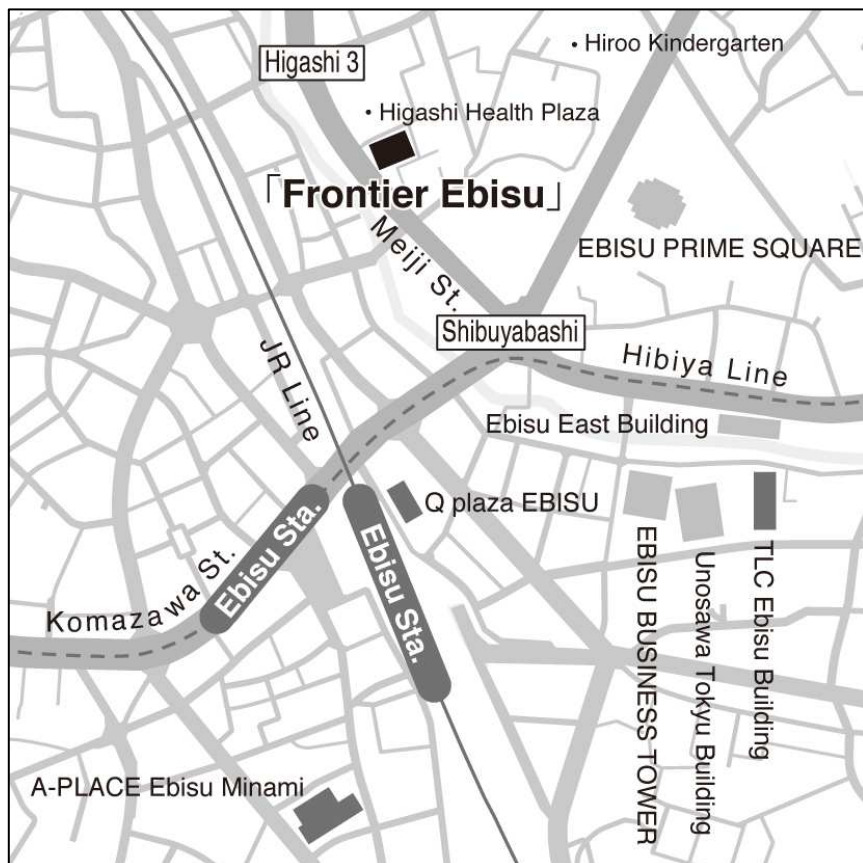 Hiroo Kindergarten
Higashi 3
Higashi Health Plaza
「Frontier Ebisu」
EBISU PRIME SQUARE
Meiji St.
Shibuyabashi
Hibiya Line
JR Line
Ebisu East Building
Q plaza EBISU
Ebisu Sta.
Ebisu Sta.
Komazawa St.
EBISU BUSINESS TOWER
Unosawa Tokyu Building
TLC Ebisu Building
A-PLACE Ebisu Minami